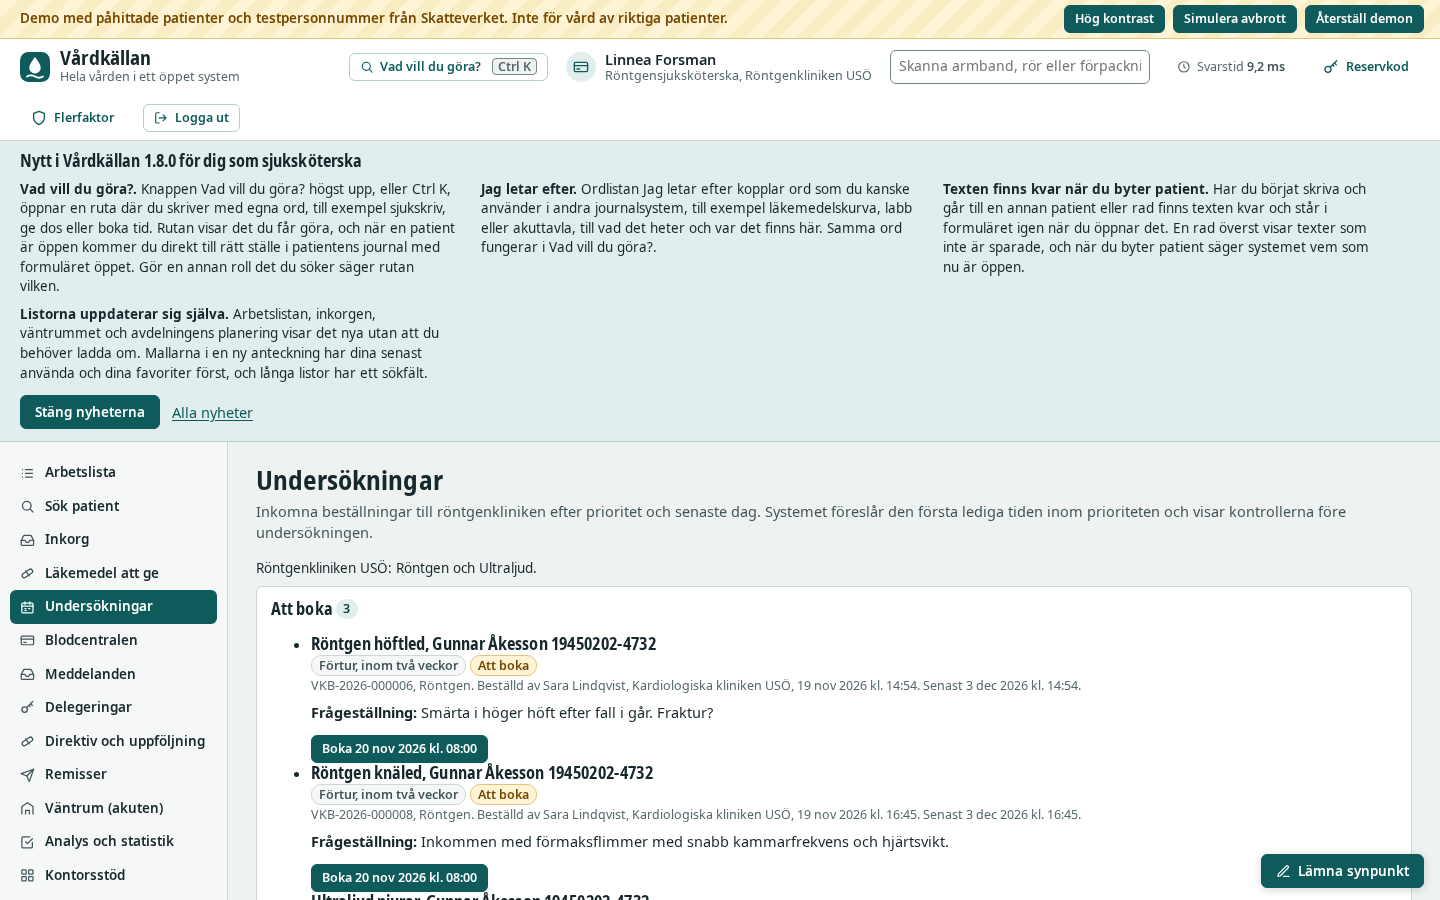 Demo med påhittade patienter och testpersonnummer från Skatteverket. Inte för vård av riktiga patienter.
Hög kontrast
Simulera avbrott
Återställ demon
Vårdkällan
Hela vården i ett öppet system
Vad vill du göra? Ctrl K
Linnea Forsman
Röntgensjuksköterska, Röntgenkliniken USÖ
Skanna armband, rör eller förpackni
Svarstid 9,2 ms
Reservkod
Flerfaktor
Logga ut
Nytt i Vårdkällan 1.8.0 för dig som sjuksköterska
Vad vill du göra?. Knappen Vad vill du göra? högst upp, eller Ctrl K,
öppnar en ruta där du skriver med egna ord, till exempel sjukskriv,
ge dos eller boka tid. Rutan visar det du får göra, och när en patient
är öppen kommer du direkt till rätt ställe i patientens journal med
formuläret öppet. Gör en annan roll det du söker säger rutan
vilken.
Jag letar efter. Ordlistan Jag letar efter kopplar ord som du kanske
använder i andra journalsystem, till exempel läkemedelskurva, labb
eller akuttavla, till vad det heter och var det finns här. Samma ord
fungerar i Vad vill du göra?.
Texten finns kvar när du byter patient. Har du börjat skriva och
går till en annan patient eller rad finns texten kvar och står i
formuläret igen när du öppnar det. En rad överst visar texter som
inte är sparade, och när du byter patient säger systemet vem som
nu är öppen.
Listorna uppdaterar sig själva. Arbetslistan, inkorgen,
väntrummet och avdelningens planering visar det nya utan att du
behöver ladda om. Mallarna i en ny anteckning har dina senast
använda och dina favoriter först, och långa listor har ett sökfält.
Stäng nyheterna
Alla nyheter
Arbetslista
Sök patient
Inkorg
Läkemedel att ge
Undersökningar
Blodcentralen
Meddelanden
Delegeringar
Direktiv och uppföljning
Remisser
Väntrum (akuten)
Analys och statistik
Kontorsstöd
Undersökningar
Inkomna beställningar till röntgenkliniken efter prioritet och senaste dag. Systemet föreslår den första lediga tiden inom prioriteten och visar kontrollerna före
undersökningen.
Röntgenkliniken USÖ: Röntgen och Ultraljud.
Att boka 3
Röntgen höftled, Gunnar Åkesson 19450202-4732
Förtur, inom två veckor Att boka
VKB-2026-000006, Röntgen. Beställd av Sara Lindqvist, Kardiologiska kliniken USÖ, 19 nov 2026 kl. 14:54. Senast 3 dec 2026 kl. 14:54.
Frågeställning: Smärta i höger höft efter fall i går. Fraktur?
Boka 20 nov 2026 kl. 08:00
Röntgen knäled, Gunnar Åkesson 19450202-4732
Förtur, inom två veckor Att boka
VKB-2026-000008, Röntgen. Beställd av Sara Lindqvist, Kardiologiska kliniken USÖ, 19 nov 2026 kl. 16:45. Senast 3 dec 2026 kl. 16:45.
Frågeställning: Inkommen med förmaksflimmer med snabb kammarfrekvens och hjärtsvikt.
Boka 20 nov 2026 kl. 08:00
Ultraljud njurar, Gunnar Åkesson 19450202-4732
Lämna synpunkt